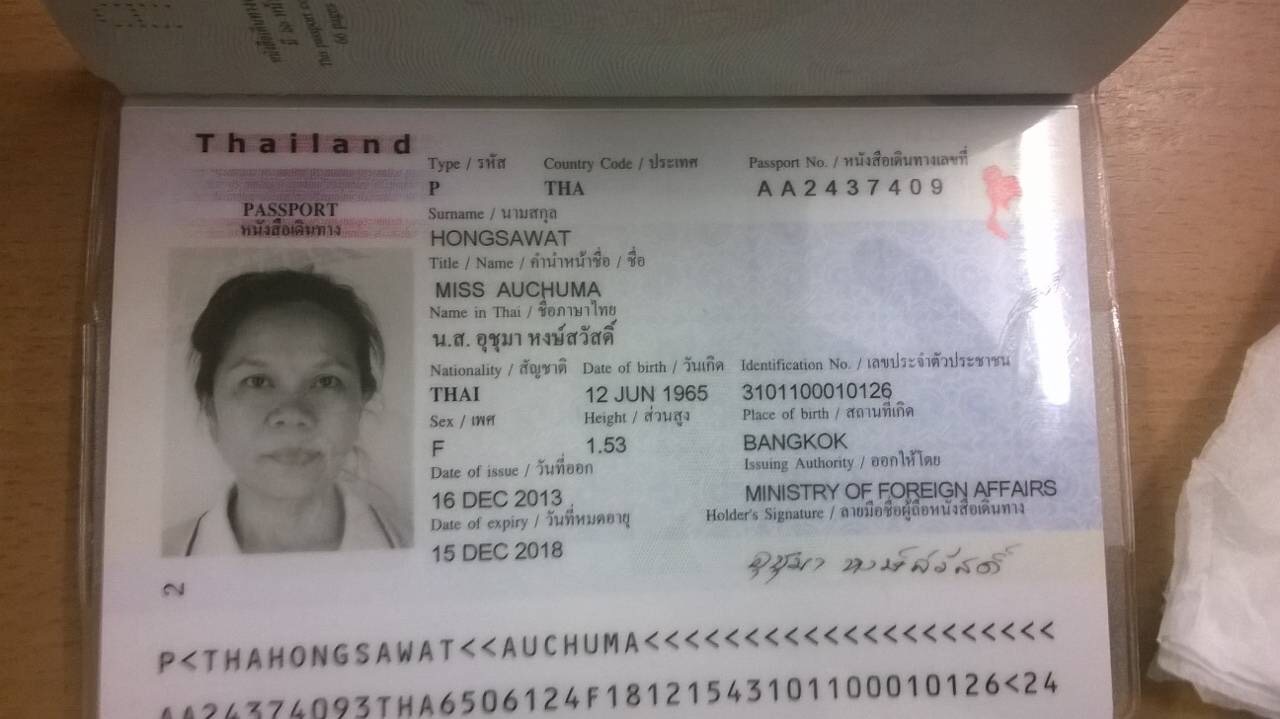 Thailand
PASSPORT
หนังสือเดินทาง
Type / รหัส Country Code / ประเทศ Passport No. / หนังสือเดินทางเลขที่
P THA AA2437409
Surname / นามสกุล
HONGSAWAT
Title / Name / คำนำหน้าชื่อ / ชื่อ
MISS AUCHUMA
Name in Thai / ชื่อภาษาไทย
น.ส. อุชุมา หงษ์สวัสดิ์
Nationality / สัญชาติ Date of birth / วันเกิด Identification No. / เลขประจำตัวประชาชน
THAI 12 JUN 1965 3101100010126
Sex / เพศ Height / ส่วนสูง Place of birth / สถานที่เกิด
F 1.53 BANGKOK
Date of issue / วันที่ออก Issuing Authority / ออกให้โดย
16 DEC 2013 MINISTRY OF FOREIGN AFFAIRS
Date of expiry / วันที่หมดอายุ Holder's Signature / ลายมือชื่อผู้ถือหนังสือเดินทาง
15 DEC 2018
อุชุมา หงษ์สวัสดิ์
2
P<THAHONGSAWAT<<AUCHUMA<<<<<<<<<<<<<<<<<<<<<
AA24374093THA6506124F18121543101100010126<24